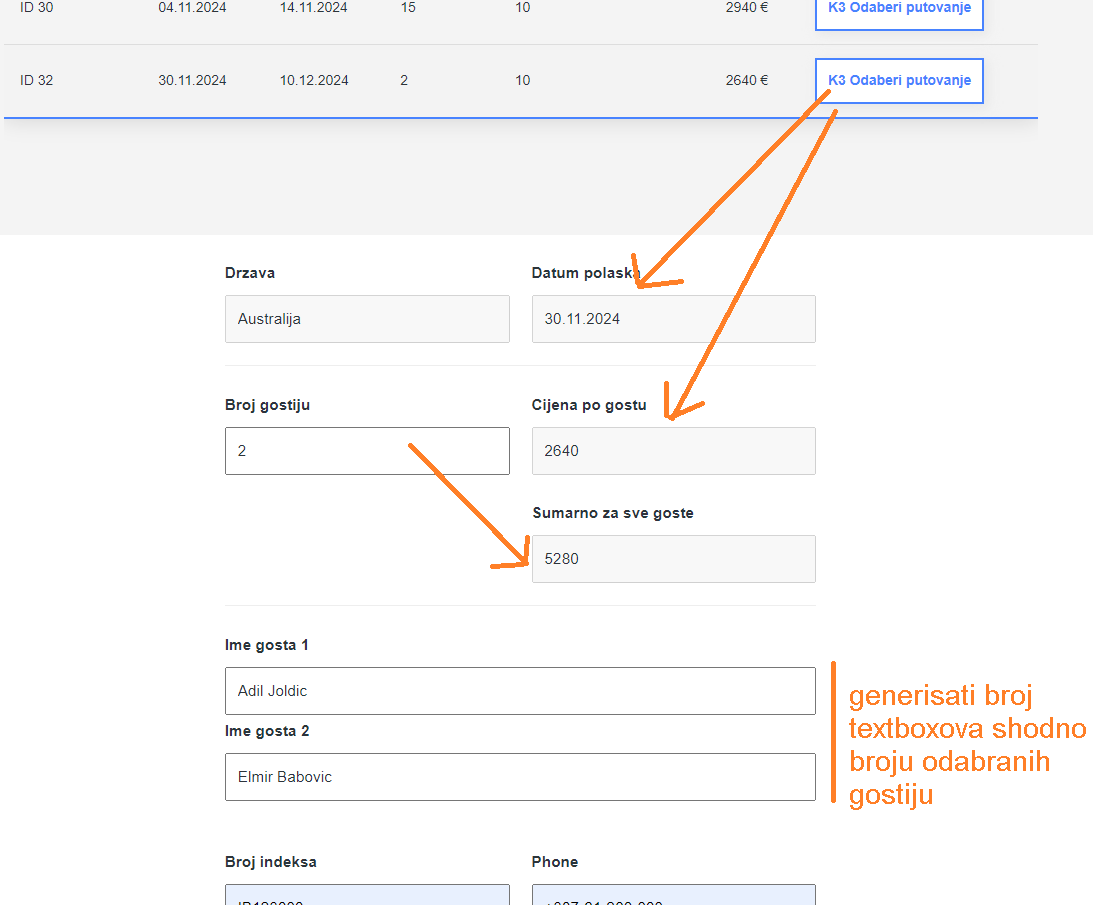 ID 30 04.11.2024 14.11.2024 15 10 2940 € K3 Odaberi putovanje
ID 32 30.11.2024 10.12.2024 2 10 2640 € K3 Odaberi putovanje
Drzava Datum polaska
Australija 30.11.2024
Broj gostiju Cijena po gostu
2 2640
Sumarno za sve goste
5280
Ime gosta 1
Adil Joldic
Ime gosta 2
Elmir Babovic
generisati broj
textboxova shodno
broju odabranih
gostiju
Broj indeksa Phone